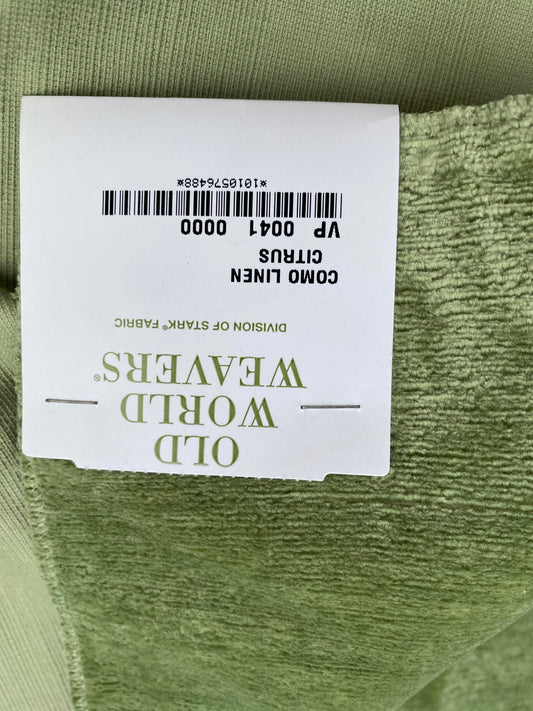 OLD
WORLD
WEAVERS®
DIVISION OF STARK® FABRIC
COMO LINEN
CITRUS
VP 0041 0000
*1010576488*